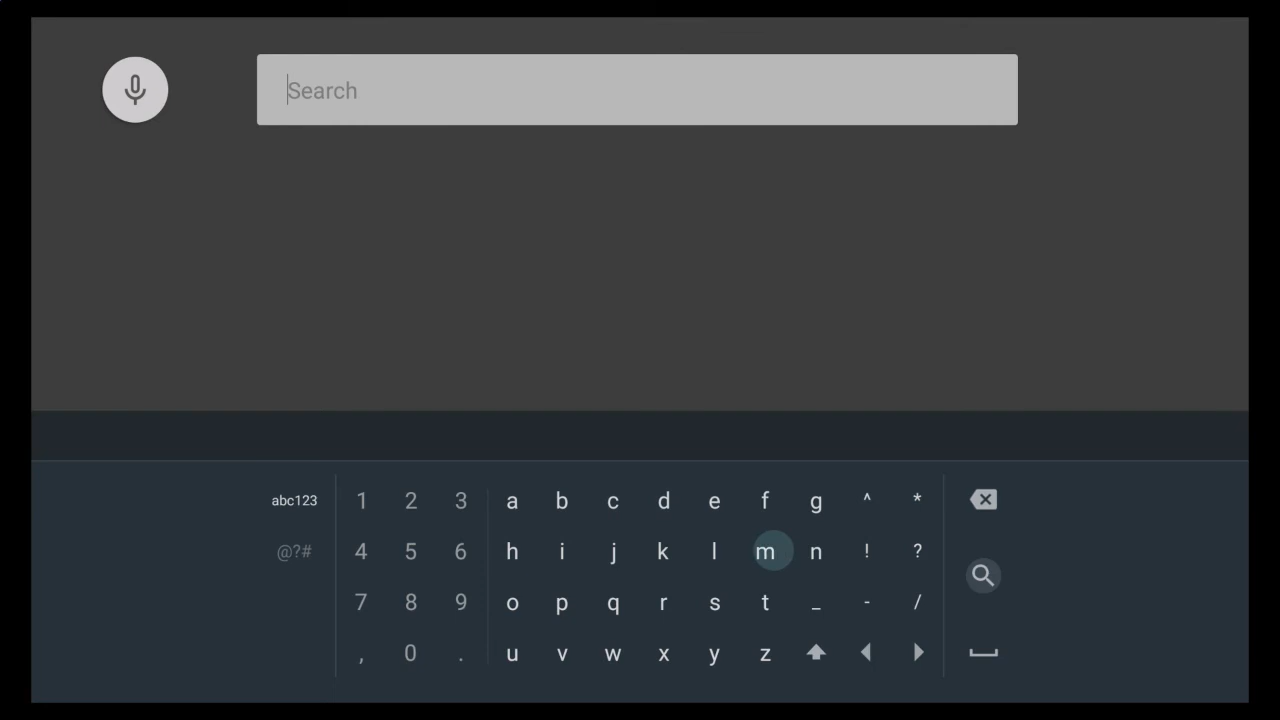 Search
abc123 1 2 3 a b c d e f g ^ *
@?# 4 5 6 h i j k l m n ! ?
7 8 9 o p q r s t _ - /
, 0 . u v w x y z